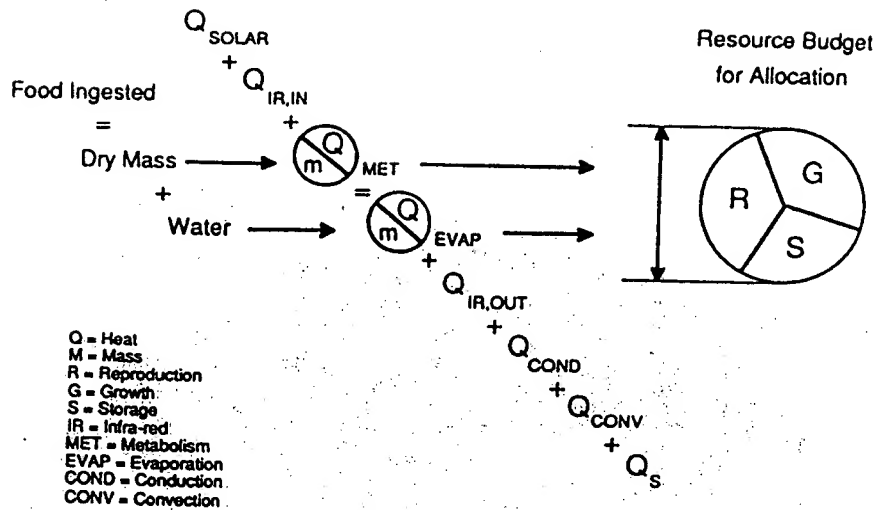 Q SOLAR
+
Q IR,IN
+
Q
m
MET
=
Q
m
EVAP
+
Q IR,OUT
+
Q COND
+
Q CONV
+
Q S
Food Ingested
=
Dry Mass
+
Water
Resource Budget
for Allocation
R
G
S
Q = Heat
M = Mass
R = Reproduction
G = Growth
S = Storage
IR = Infra-red
MET = Metabolism
EVAP = Evaporation
COND = Conduction
CONV = Convection